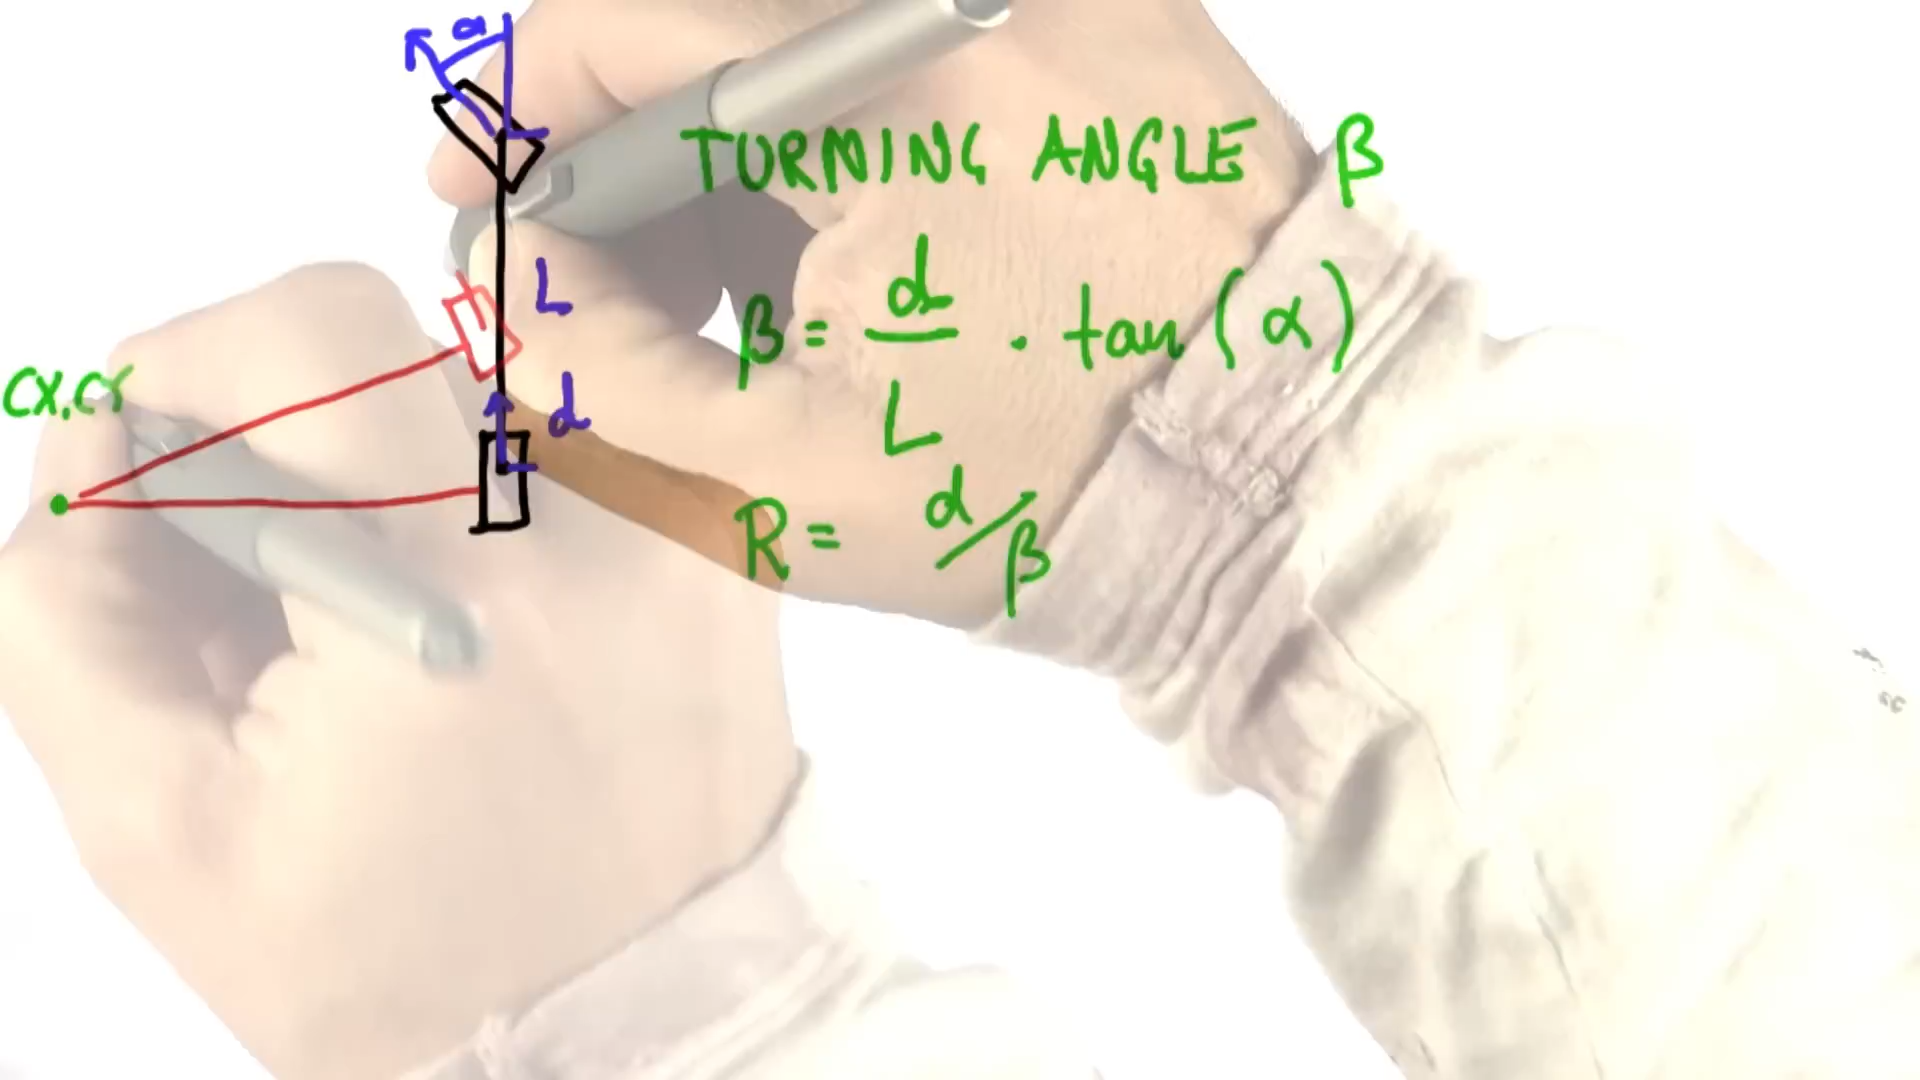 α
TURNING ANGLE β
L
β = d/L · tan(α)
d
CX,CY
R = d/β